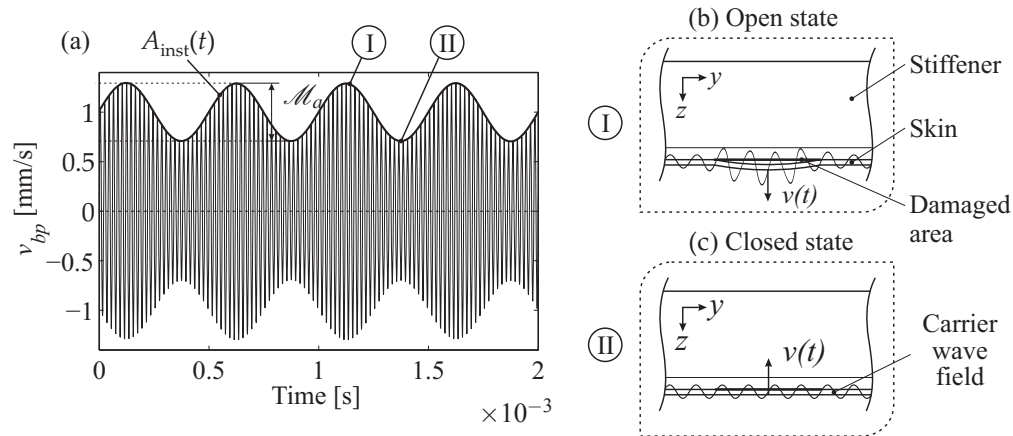 (a)
A_inst(t)
I
II
ℳ_a
v_bp [mm/s]
1
0.5
0
−0.5
−1
0
0.5
1
1.5
2
Time [s]
×10⁻³
(b) Open state
I
y
z
Stiffener
Skin
v(t)
Damaged
area
(c) Closed state
II
y
z
v(t)
Carrier
wave
field